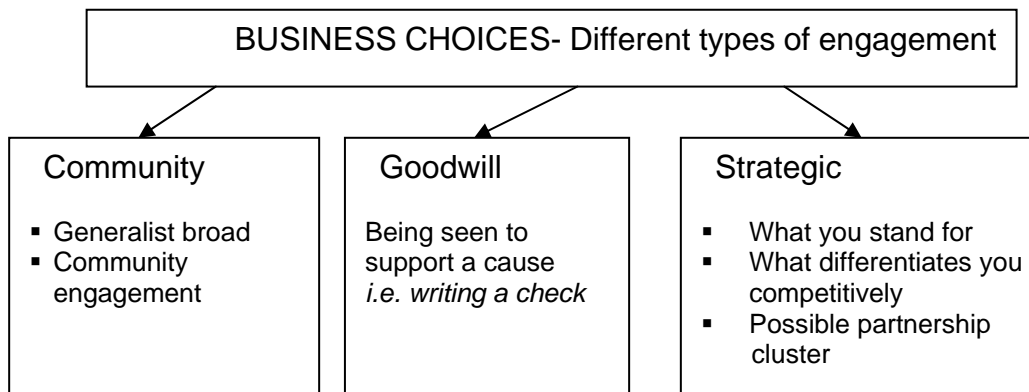 BUSINESS CHOICES- Different types of engagement
Community
▪ Generalist broad
▪ Community
engagement
Goodwill
Being seen to
support a cause
i.e. writing a check
Strategic
▪ What you stand for
▪ What differentiates you
competitively
▪ Possible partnership
cluster